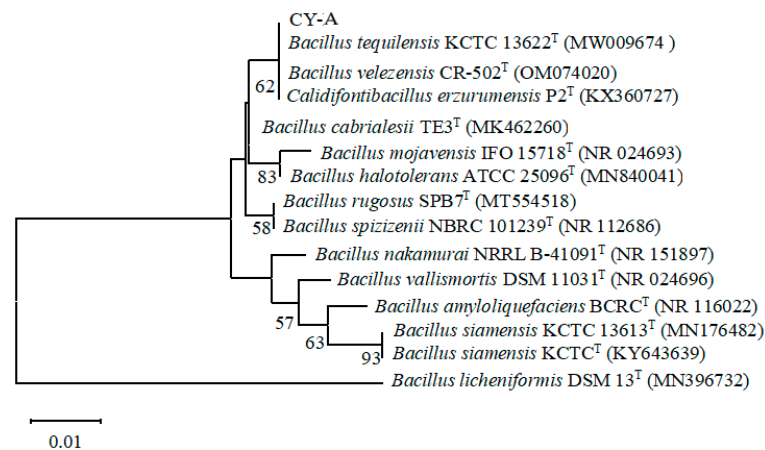 CY-A
Bacillus tequilensis KCTC 13622ᵀ (MW009674 )
Bacillus velezensis CR-502ᵀ (OM074020)
62
Calidifontibacillus erzurumensis P2ᵀ (KX360727)
Bacillus cabrialesii TE3ᵀ (MK462260)
Bacillus mojavensis IFO 15718ᵀ (NR 024693)
83
Bacillus halotolerans ATCC 25096ᵀ (MN840041)
Bacillus rugosus SPB7ᵀ (MT554518)
58
Bacillus spizizenii NBRC 101239ᵀ (NR 112686)
Bacillus nakamurai NRRL B-41091ᵀ (NR 151897)
Bacillus vallismortis DSM 11031ᵀ (NR 024696)
57
Bacillus amyloliquefaciens BCRCᵀ (NR 116022)
63
Bacillus siamensis KCTC 13613ᵀ (MN176482)
93
Bacillus siamensis KCTCᵀ (KY643639)
Bacillus licheniformis DSM 13ᵀ (MN396732)
0.01